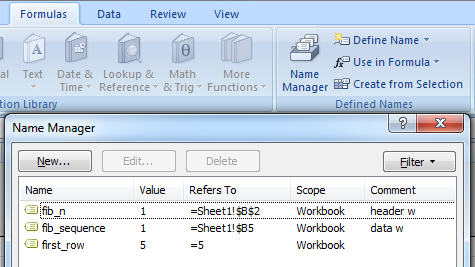 Formulas Data Review View
al Text Date & Time Lookup & Reference Math & Trig More Functions
Name Manager
Define Name
Use in Formula
Create from Selection
tion Library Defined Names
Name Manager
New... Edit... Delete Filter
Name Value Refers To Scope Comment
fib_n 1 =Sheet1!$B$2 Workbook header w
fib_sequence 1 =Sheet1!$B5 Workbook data w
first_row 5 =5 Workbook